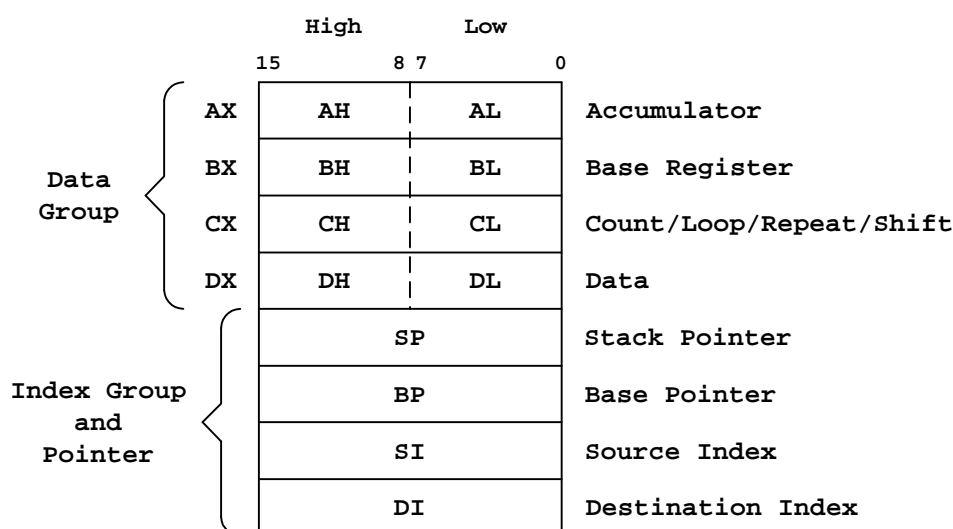 High Low
15 8 7 0
AX AH AL Accumulator
BX BH BL Base Register
Data
Group
CX CH CL Count/Loop/Repeat/Shift
DX DH DL Data
SP Stack Pointer
Index Group
and
Pointer
BP Base Pointer
SI Source Index
DI Destination Index